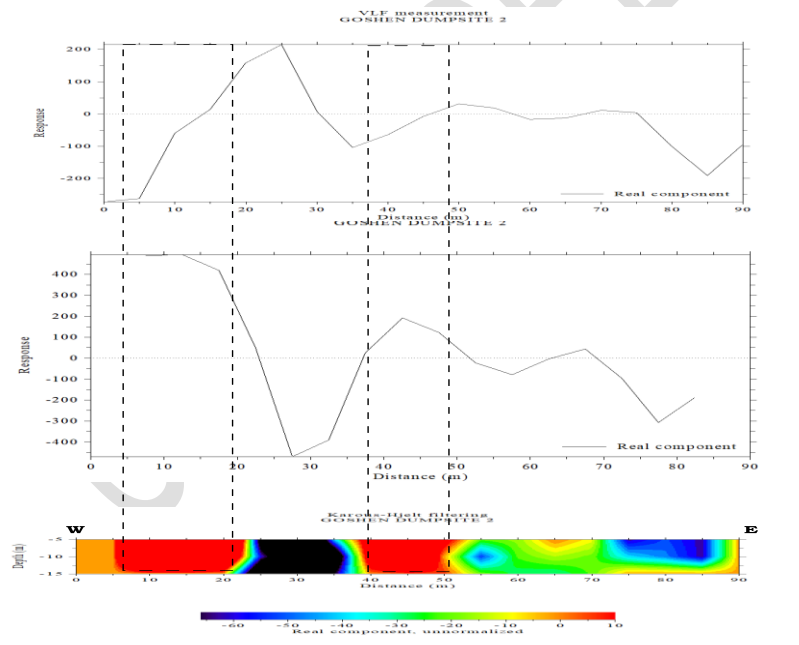 VLF measurement
GOSHEN DUMPSITE 2
200
100
0
-100
-200
Response
Real component
0 10 20 30 40 50 60 70 80 90
Distance (m)
GOSHEN DUMPSITE 2
400
300
200
100
0
-100
-200
-300
-400
Response
Real component
0 10 20 30 40 50 60 70 80 90
Distance (m)
Karous-Hjelt filtering
GOSHEN DUMPSITE 2
W E
-5
-10
-15
Depth (m)
0 10 20 30 40 50 60 70 80 90
Distance (m)
-60 -50 -40 -30 -20 -10 0 10
Real component, unnormalized